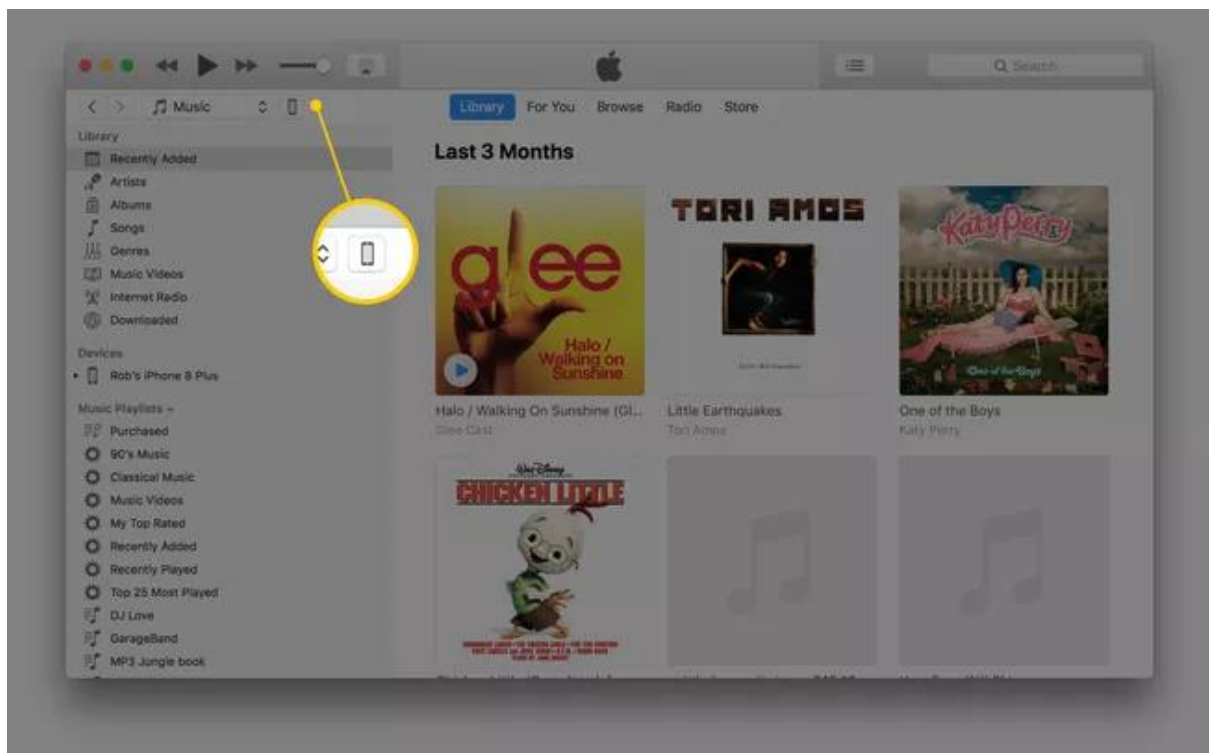 Search
Music
Library For You Browse Radio Store
Library
Recently Added
Artists
Albums
Songs
Genres
Music Videos
Internet Radio
Downloaded
Devices
Rob's iPhone 8 Plus
Music Playlists
Purchased
90's Music
Classical Music
Music Videos
My Top Rated
Recently Added
Recently Played
Top 25 Most Played
DJ Love
GarageBand
MP3 Jungle book
Last 3 Months
glee
Halo /
Walking on
Sunshine
Halo / Walking On Sunshine (Gl...
Glee Cast
TORI AMOS
Little Earthquakes
Tori Amos
Katy Perry
One of the Boys
One of the Boys
Katy Perry
Walt Disney
CHICKEN LITTLE